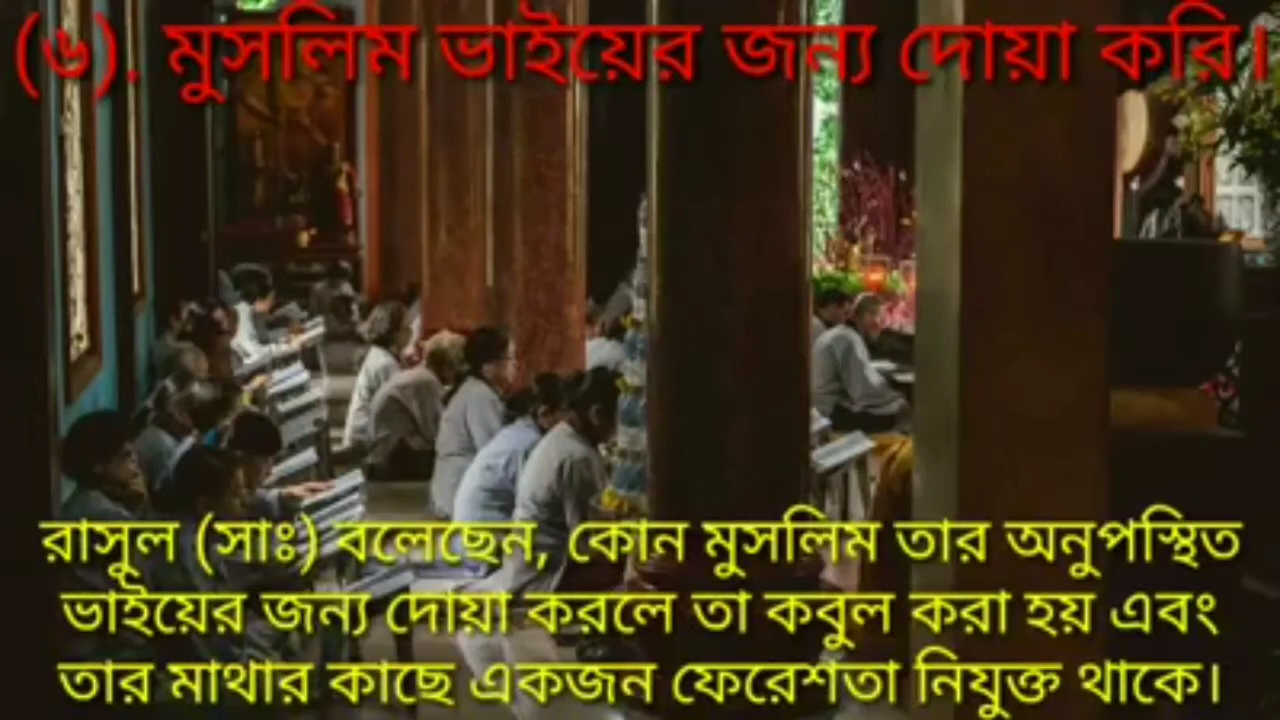 (৬). মুসলিম ভাইয়ের জন্য দোয়া করি।
রাসুল (সাঃ) বলেছেন, কোন মুসলিম তার অনুপস্থিত
ভাইয়ের জন্য দোয়া করলে তা কবুল করা হয় এবং
তার মাথার কাছে একজন ফেরেশতা নিযুক্ত থাকে।